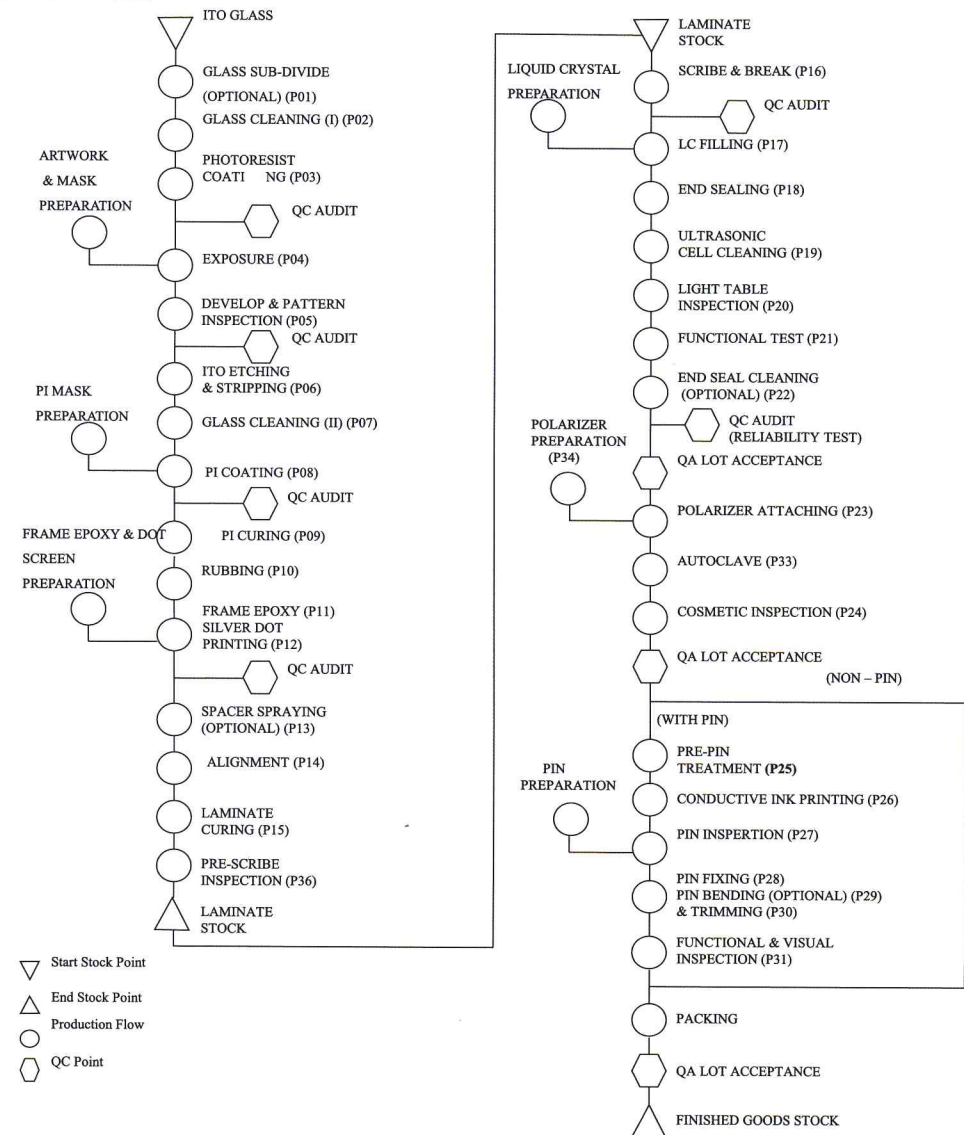 ITO GLASS
GLASS SUB-DIVIDE
(OPTIONAL) (P01)
GLASS CLEANING (I) (P02)
ARTWORK
& MASK
PREPARATION
PHOTORESIST
COATI NG (P03)
QC AUDIT
EXPOSURE (P04)
DEVELOP & PATTERN
INSPECTION (P05)
QC AUDIT
ITO ETCHING
& STRIPPING (P06)
PI MASK
PREPARATION
GLASS CLEANING (II) (P07)
PI COATING (P08)
QC AUDIT
FRAME EPOXY & DOT
SCREEN
PREPARATION
PI CURING (P09)
RUBBING (P10)
FRAME EPOXY (P11)
SILVER DOT
PRINTING (P12)
QC AUDIT
SPACER SPRAYING
(OPTIONAL) (P13)
ALIGNMENT (P14)
LAMINATE
CURING (P15)
PRE-SCRIBE
INSPECTION (P36)
LAMINATE
STOCK
Start Stock Point
End Stock Point
Production Flow
QC Point
LAMINATE
STOCK
LIQUID CRYSTAL
PREPARATION
SCRIBE & BREAK (P16)
QC AUDIT
LC FILLING (P17)
END SEALING (P18)
ULTRASONIC
CELL CLEANING (P19)
LIGHT TABLE
INSPECTION (P20)
FUNCTIONAL TEST (P21)
END SEAL CLEANING
(OPTIONAL) (P22)
QC AUDIT
(RELIABILITY TEST)
POLARIZER
PREPARATION
(P34)
QA LOT ACCEPTANCE
POLARIZER ATTACHING (P23)
AUTOCLAVE (P33)
COSMETIC INSPECTION (P24)
QA LOT ACCEPTANCE
(NON – PIN)
(WITH PIN)
PRE-PIN
TREATMENT (P25)
PIN
PREPARATION
CONDUCTIVE INK PRINTING (P26)
PIN INSPERTION (P27)
PIN FIXING (P28)
PIN BENDING (OPTIONAL) (P29)
& TRIMMING (P30)
FUNCTIONAL & VISUAL
INSPECTION (P31)
PACKING
QA LOT ACCEPTANCE
FINISHED GOODS STOCK